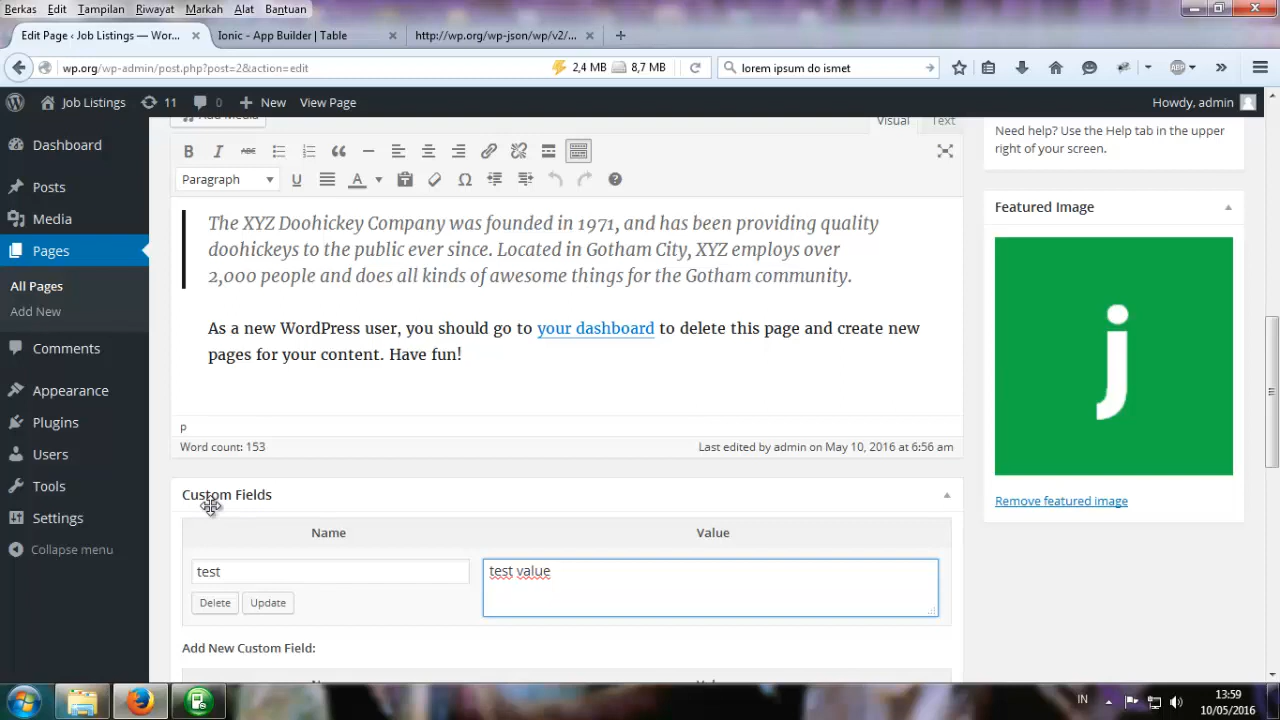 Berkas Edit Tampilan Riwayat Markah Alat Bantuan
Edit Page ‹ Job Listings — Wor... × Ionic - App Builder | Table × http://wp.org/wp-json/wp/v2/... × +
wp.org/wp-admin/post.php?post=2&action=edit 2,4 MB 8,7 MB lorem ipsum do ismet ABP
Job Listings 11 0 + New View Page Howdy, admin
Dashboard
Posts
Media
Pages
All Pages
Add New
Comments
Appearance
Plugins
Users
Tools
Settings
Collapse menu
Add Media Visual Text
B I ABC
Paragraph U A Ω
The XYZ Doohickey Company was founded in 1971, and has been providing quality
doohickeys to the public ever since. Located in Gotham City, XYZ employs over
2,000 people and does all kinds of awesome things for the Gotham community.
As a new WordPress user, you should go to your dashboard to delete this page and create new
pages for your content. Have fun!
p
Word count: 153 Last edited by admin on May 10, 2016 at 6:56 am
Custom Fields
Name Value
test test value
Delete Update
Add New Custom Field:
Need help? Use the Help tab in the upper
right of your screen.
Featured Image
j
Remove featured image
IN 13:59
10/05/2016